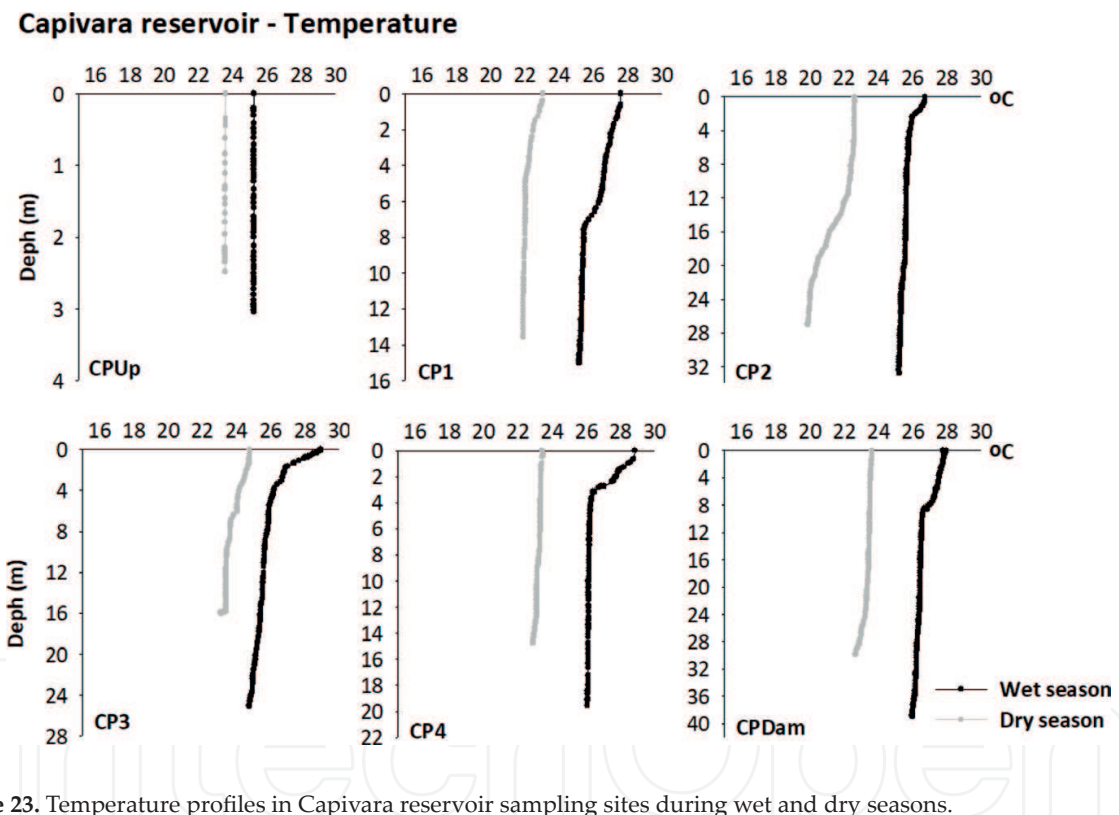 Capivara reservoir - Temperature
16 18 20 22 24 26 28 30
0
1
2
3
4
Deph (m)
CPUp
16 18 20 22 24 26 28 30
0
2
4
6
8
10
12
14
16
CP1
16 18 20 22 24 26 28 30
ºC
0
4
8
12
16
20
24
28
32
CP2
16 18 20 22 24 26 28 30
0
4
8
12
16
20
24
28
Deph (m)
CP3
16 18 20 22 24 26 28 30
0
2
4
6
8
10
12
14
16
18
20
22
CP4
16 18 20 22 24 26 28 30
ºC
0
4
8
12
16
20
24
28
32
36
40
CPDam
Wet season
Dry season
intechopen
e 23. Temperature profiles in Capivara reservoir sampling sites during wet and dry seasons.